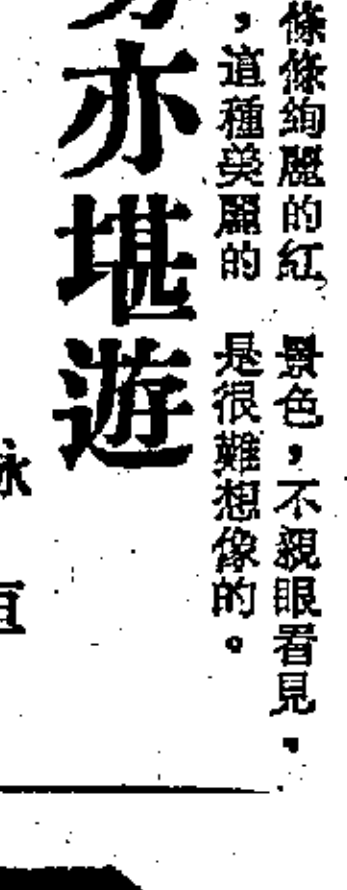 條條絢麗的紅
，這種美麗的
景色，不親眼看見，
是很難想像的。
亦堪遊